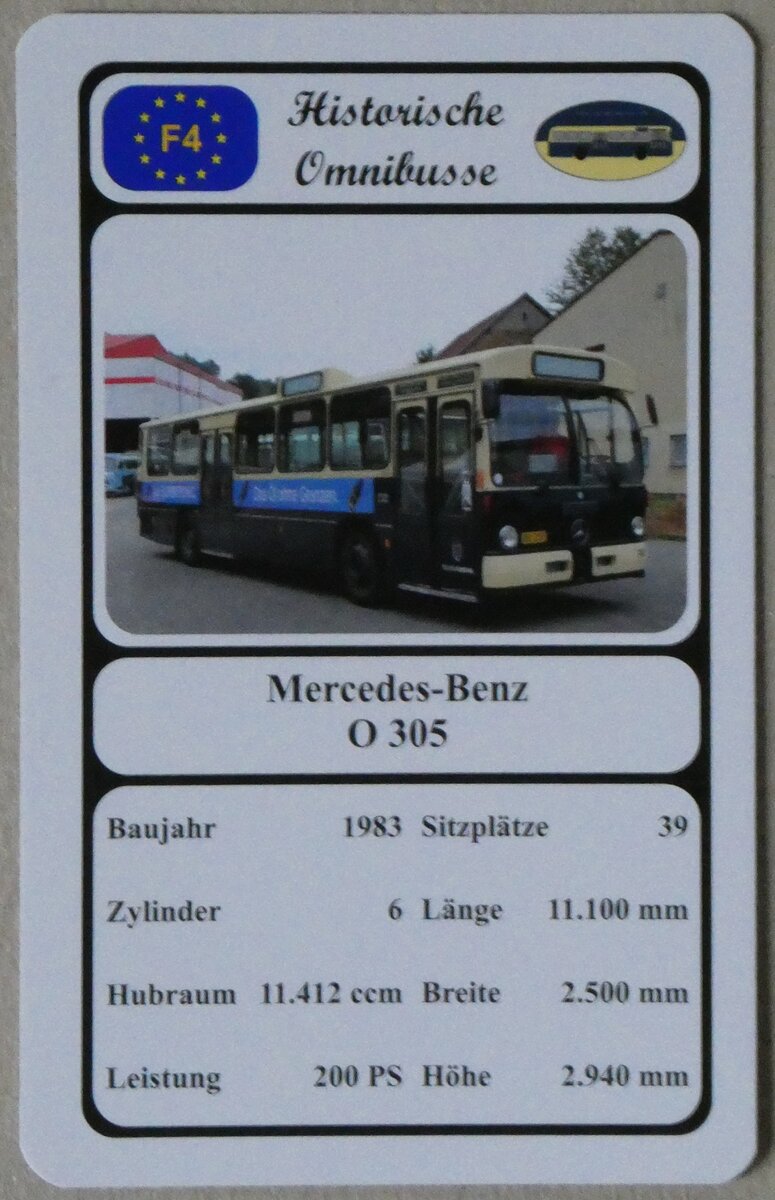 F4
Historische
Omnibusse
Mercedes-Benz
O 305
Baujahr 1983 Sitzplätze 39
Zylinder 6 Länge 11.100 mm
Hubraum 11.412 ccm Breite 2.500 mm
Leistung 200 PS Höhe 2.940 mm